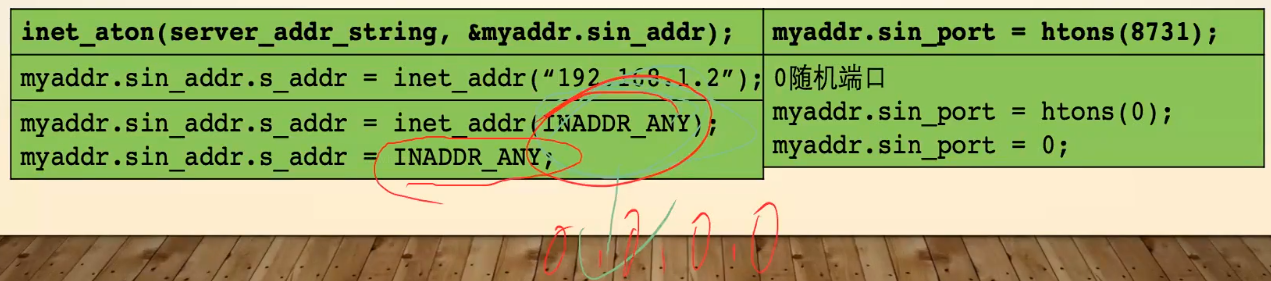 inet_aton(server_addr_string, &myaddr.sin_addr);
myaddr.sin_port = htons(8731);
myaddr.sin_addr.s_addr = inet_addr(“192.168.1.2”);
myaddr.sin_addr.s_addr = inet_addr(INADDR_ANY);
myaddr.sin_addr.s_addr = INADDR_ANY;
0随机端口
myaddr.sin_port = htons(0);
myaddr.sin_port = 0;
0.0.0.0